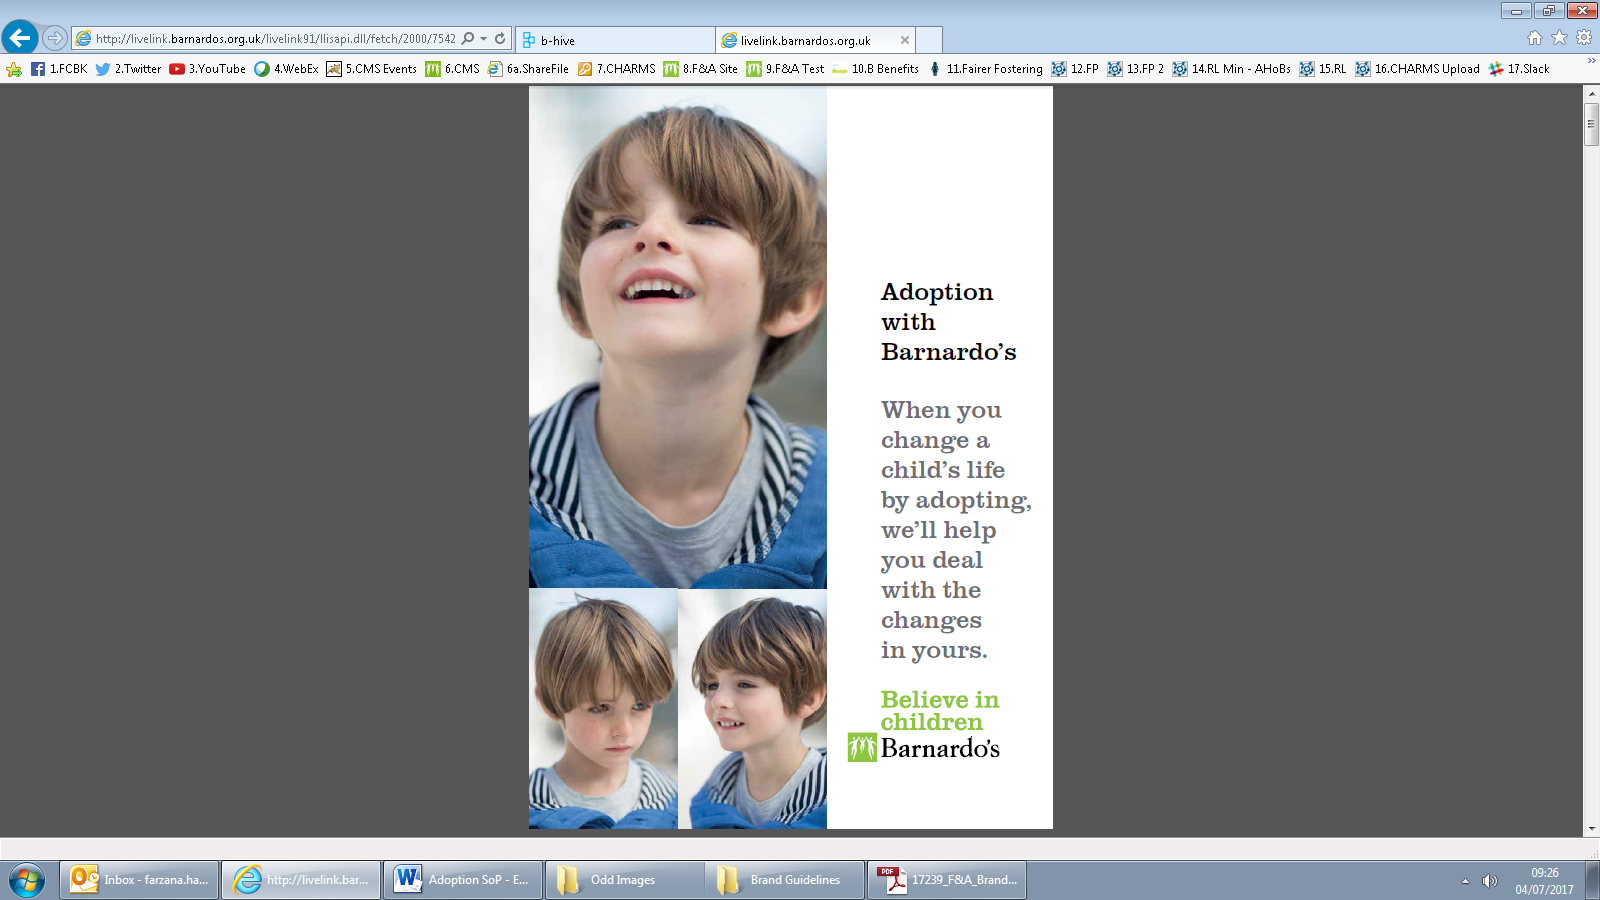 http://livelink.barnardos.org.uk/livelink91/llisapi.dll/fetch/2000/7542
b-hive
livelink.barnardos.org.uk
1.FCBK
2.Twitter
3.YouTube
4.WebEx
5.CMS Events
6.CMS
6a.ShareFile
7.CHARMS
8.F&A Site
9.F&A Test
10.B Benefits
11.Fairer Fostering
12.FP
13.FP 2
14.RL Min - AHoBs
15.RL
16.CHARMS Upload
17.Slack
Adoption
with
Barnardo's
When you
change a
child's life
by adopting,
we'll help
you deal
with the
changes
in yours.
Believe in
children
Barnardo's
Inbox - farzana.ha...
http://livelink.bar...
Adoption SoP - E...
Odd Images
Brand Guidelines
PDF
17239_F&A_Brand...
09:26
04/07/2017